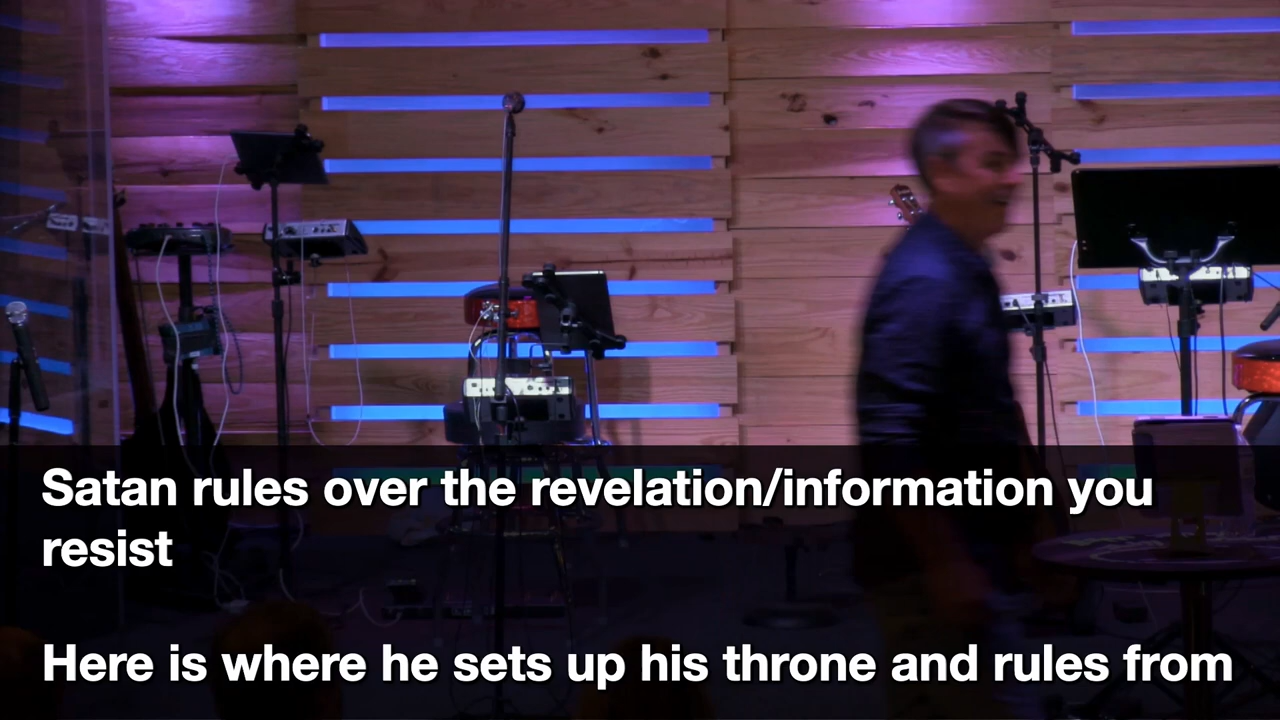 Satan rules over the revelation/information you
resist
Here is where he sets up his throne and rules from